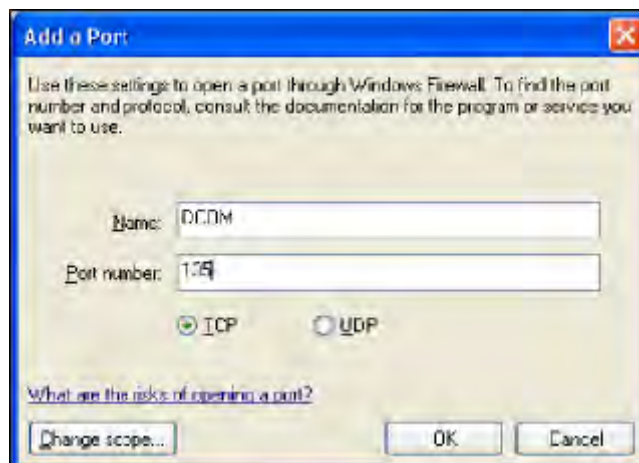 Add a Port
Use these settings to open a port through Windows Firewall. To find the port
number and protocol, consult the documentation for the program or service you
want to use.
Name: DCOM
Port number: 135
TCP UDP
What are the risks of opening a port?
Change scope... OK Cancel